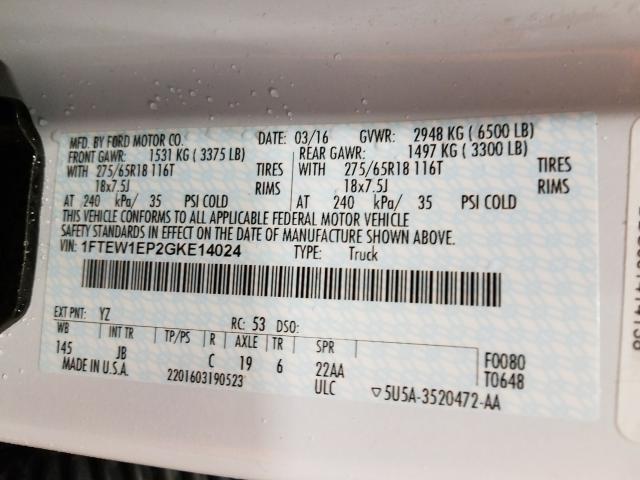 MFD. BY FORD MOTOR CO. DATE: 03/16 GVWR: 2948 KG (6500 LB)
FRONT GAWR: 1531 KG (3375 LB) REAR GAWR: 1497 KG (3300 LB)
WITH 275/65R18 116T TIRES WITH 275/65R18 116T TIRES
18x7.5J RIMS 18x7.5J RIMS
AT 240 kPa/ 35 PSI COLD AT 240 kPa/ 35 PSI COLD
THIS VEHICLE CONFORMS TO ALL APPLICABLE FEDERAL MOTOR VEHICLE
SAFETY STANDARDS IN EFFECT ON THE DATE OF MANUFACTURE SHOWN ABOVE.
VIN: 1FTEW1EP2GKE14024 TYPE: Truck
EXT PNT: YZ RC: 53 DSO:
WB INT TR TP/PS R AXLE TR SPR
145 JB C 19 6 22AA F0080
MADE IN U.S.A. 2201603190523 ULC T0648
5U5A-3520472-AA